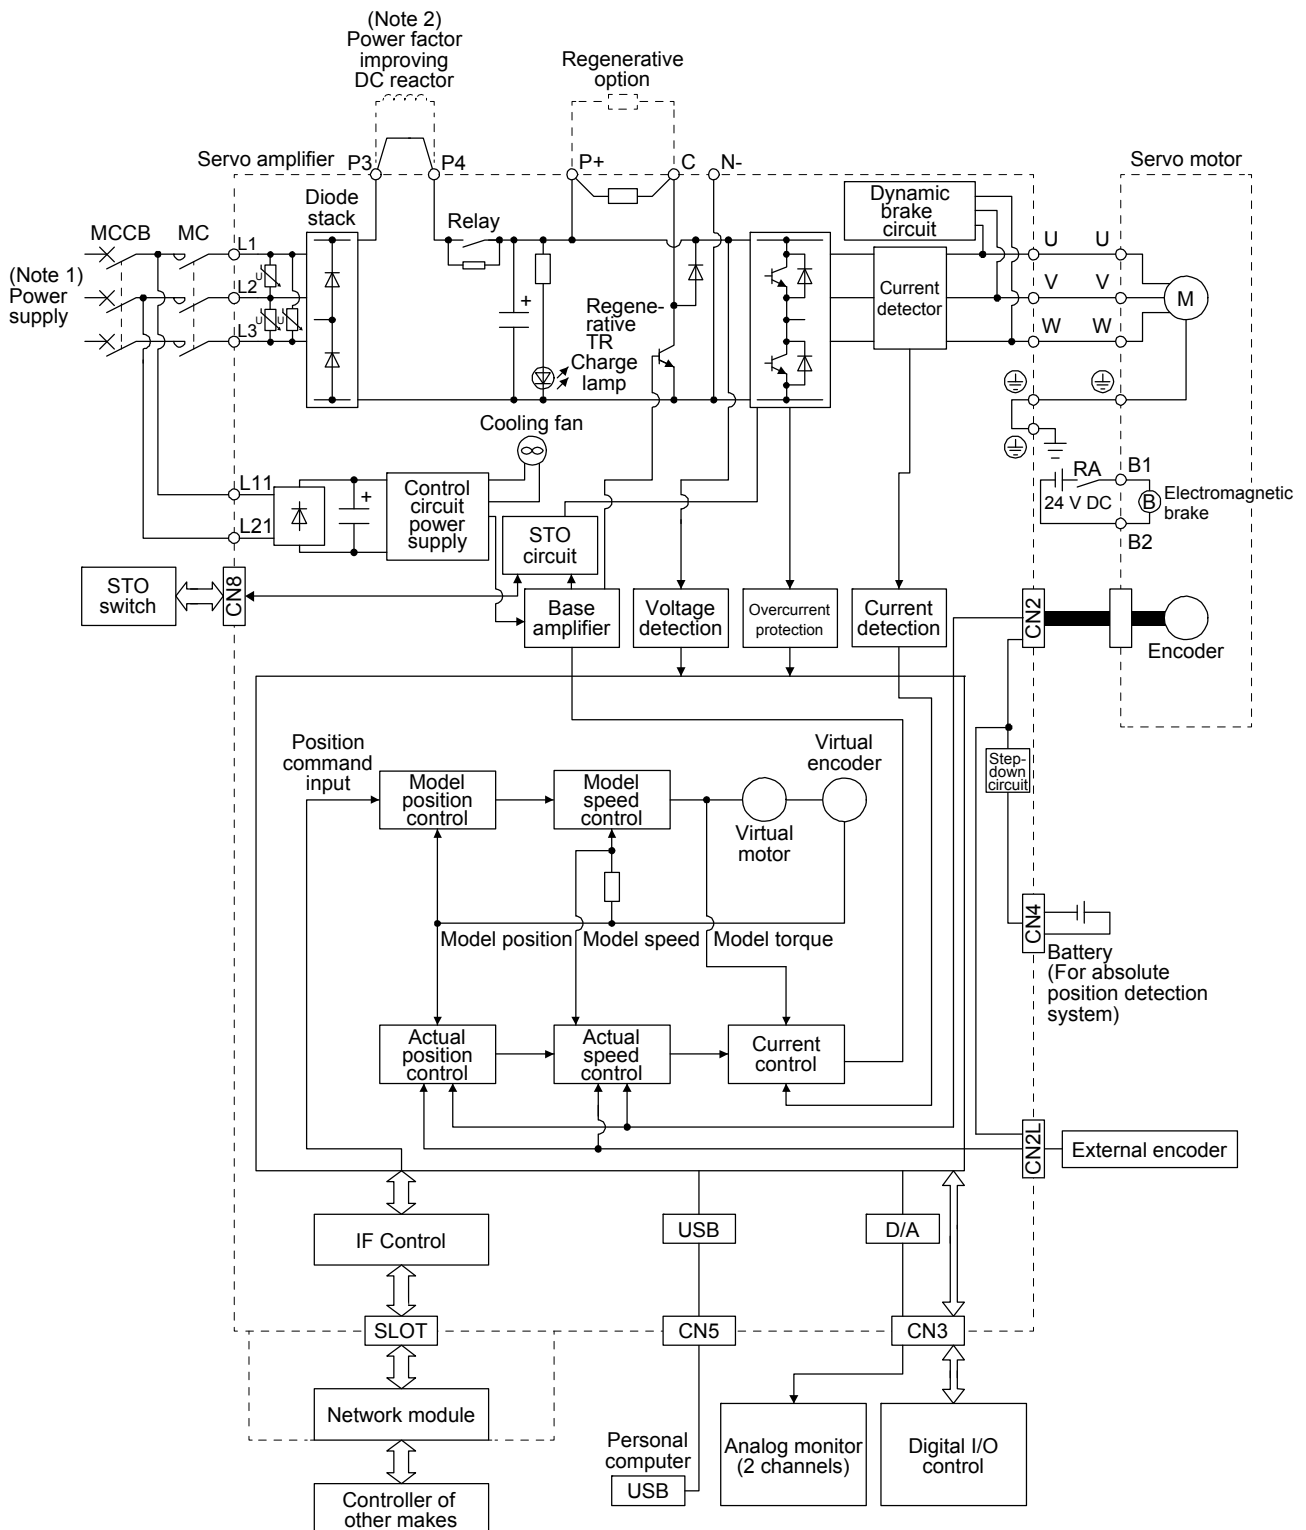 (Note 2)
Power factor
improving
DC reactor
Regenerative
option
Servo amplifier
P3
P4
P+
C
N-
Servo motor
Diode
stack
Dynamic
brake
circuit
MCCB
MC
L1
Relay
U
U
(Note 1)
Power
supply
L2
U
+
Regene-
rative
TR
Current
detector
V
V
M
L3
U
U
W
W
Charge
lamp
Cooling fan
L11
+
Control
circuit
power
supply
RA
B1
24 V DC
B
Electromagnetic
brake
L21
STO
circuit
B2
STO
switch
CN8
Base
amplifier
Voltage
detection
Overcurrent
protection
Current
detection
CN2
Encoder
Position
command
input
Virtual
encoder
Model
position
control
Model
speed
control
Step-
down
circuit
Virtual
motor
Model position
Model speed
Model torque
CN4
Battery
(For absolute
position detection
system)
Actual
position
control
Actual
speed
control
Current
control
CN2L
External encoder
IF Control
USB
D/A
SLOT
CN5
CN3
Network module
Personal
computer
USB
Analog monitor
(2 channels)
Digital I/O
control
Controller of
other makes